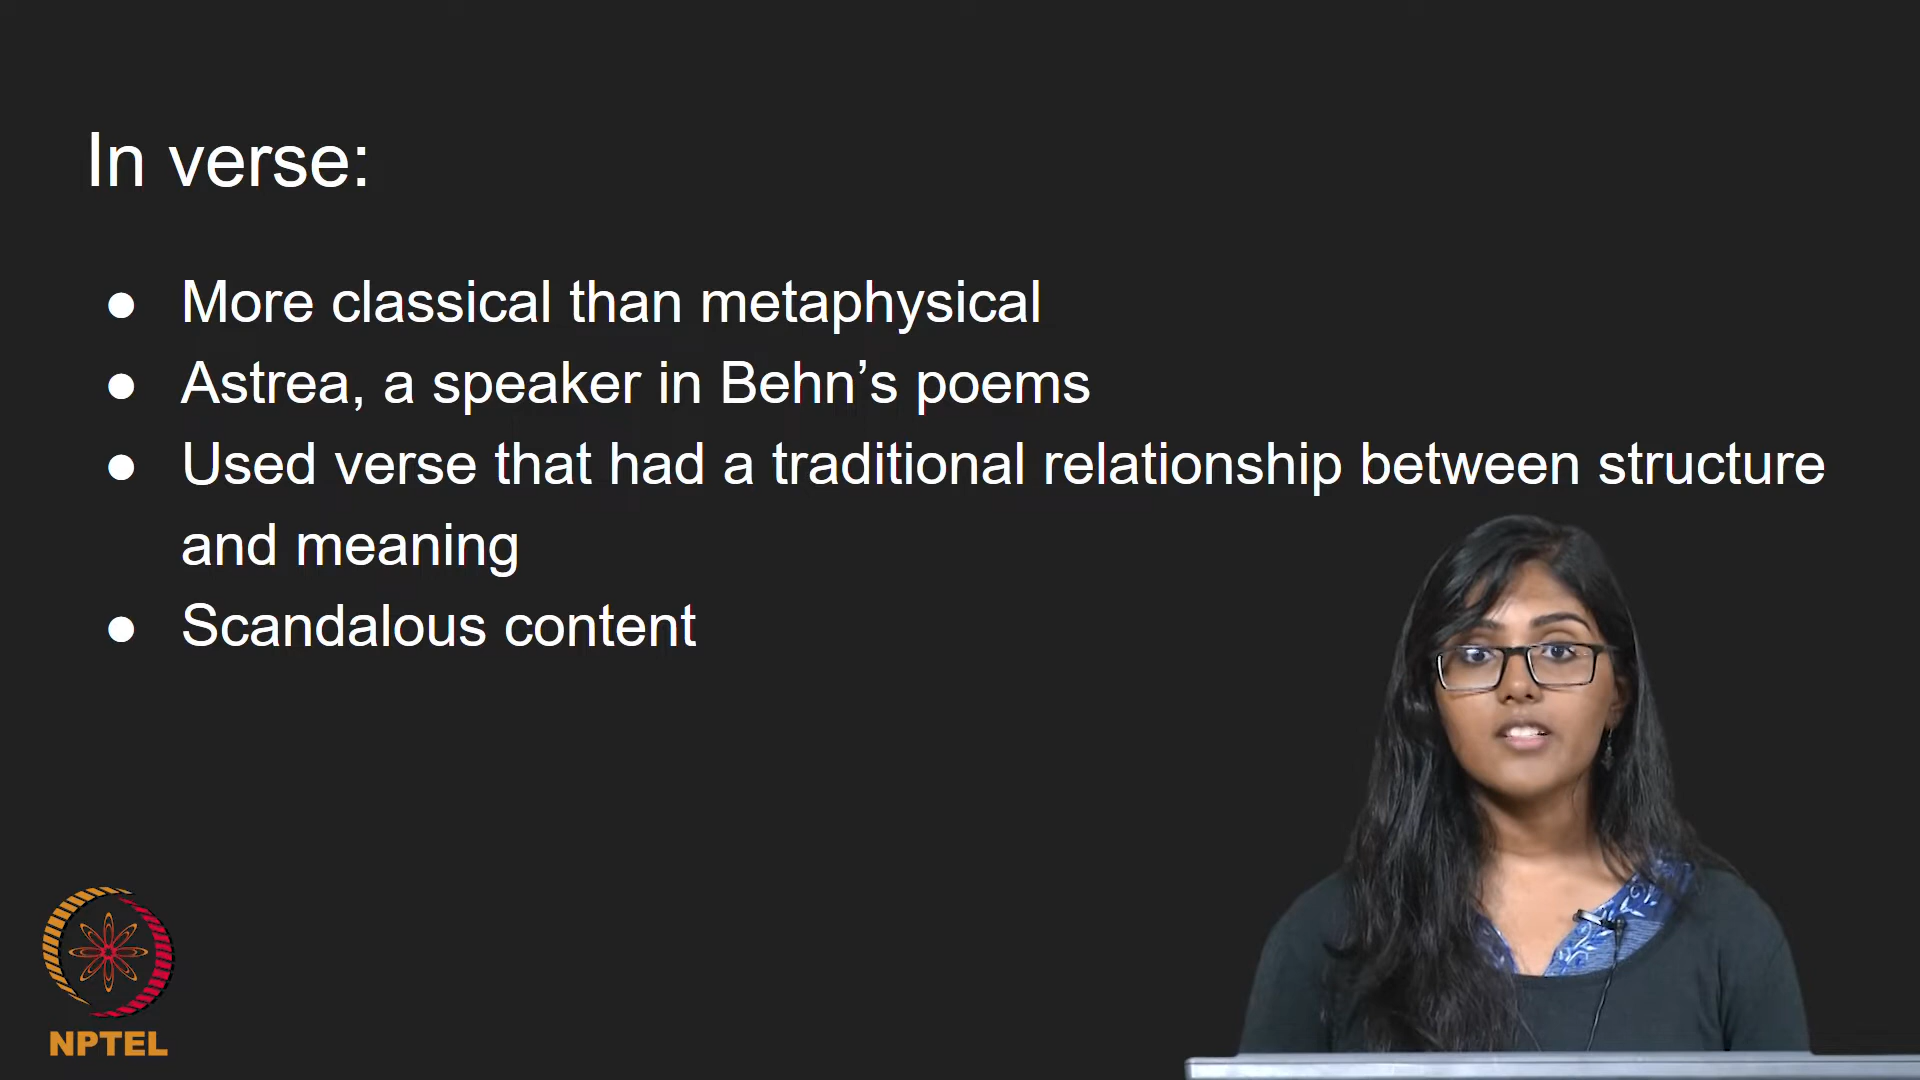 In verse:
● More classical than metaphysical
● Astrea, a speaker in Behn’s poems
● Used verse that had a traditional relationship between structure
and meaning
● Scandalous content
NPTEL